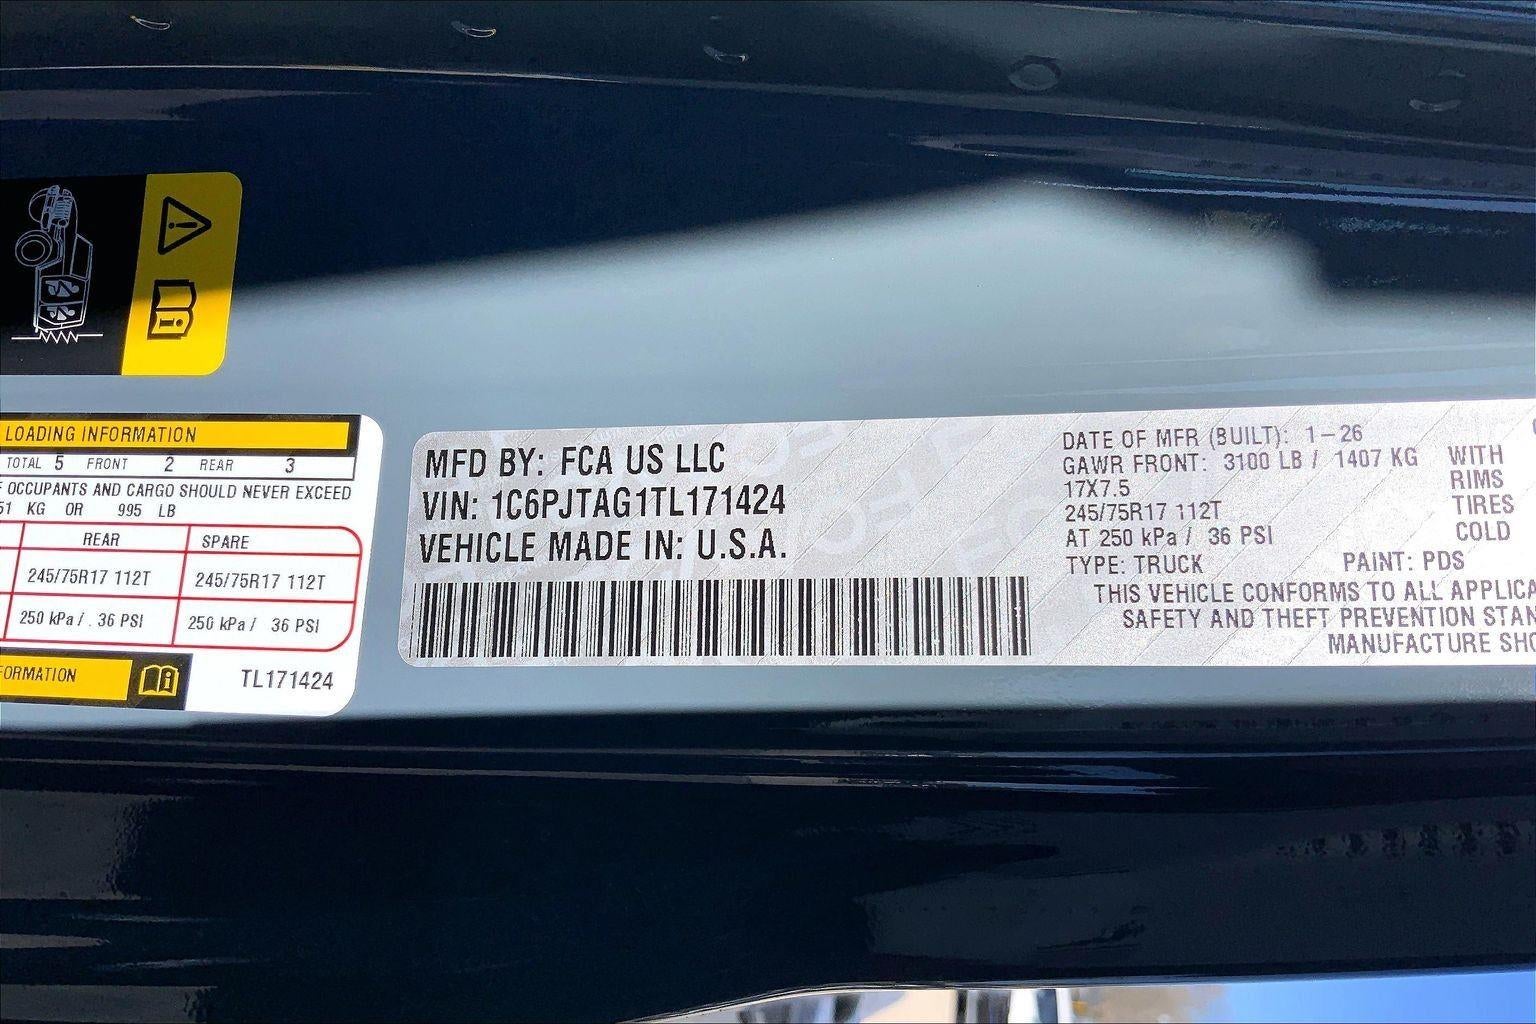 LOADING INFORMATION
TOTAL 5 FRONT 2 REAR 3
OCCUPANTS AND CARGO SHOULD NEVER EXCEED
KG OR 995 LB
REAR SPARE
245/75R17 112T 245/75R17 112T
250 kPa / 36 PSI 250 kPa / 36 PSI
TL171424
MFD BY: FCA US LLC
VIN: 1C6PJTAG1TL171424
VEHICLE MADE IN: U.S.A.
DATE OF MFR (BUILT): 1-26
GAWR FRONT: 3100 LB / 1407 KG WITH
17X7.5 RIMS
245/75R17 112T TIRES
AT 250 kPa / 36 PSI COLD
TYPE: TRUCK PAINT: PDS
THIS VEHICLE CONFORMS TO ALL APPLICA
SAFETY AND THEFT PREVENTION STAN
MANUFACTURE SHO